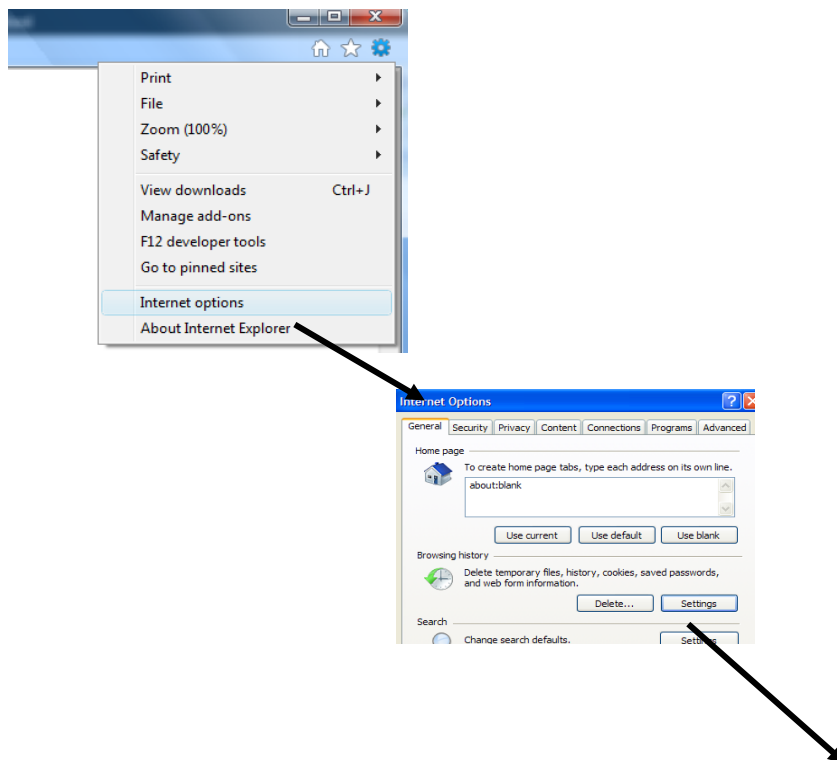 Print
File
Zoom (100%)
Safety
View downloads Ctrl+J
Manage add-ons
F12 developer tools
Go to pinned sites
Internet options
About Internet Explorer
Internet Options
General Security Privacy Content Connections Programs Advanced
Home page
To create home page tabs, type each address on its own line.
about:blank
Use current Use default Use blank
Browsing history
Delete temporary files, history, cookies, saved passwords,
and web form information.
Delete... Settings
Search
Change search defaults. Settings